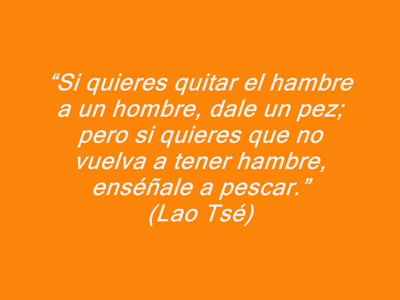 “Si quieres quitar el hambre
a un hombre, dale un pez;
pero si quieres que no
vuelva a tener hambre,
enséñale a pescar.”
(Lao Tsé)